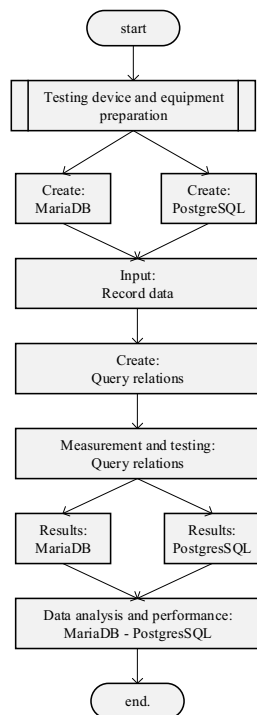 start
Testing device and equipment
preparation
Create:
MariaDB
Create:
PostgreSQL
Input:
Record data
Create:
Query relations
Measurement and testing:
Query relations
Results:
MariaDB
Results:
PostgresSQL
Data analysis and performance:
MariaDB - PostgresSQL
end.